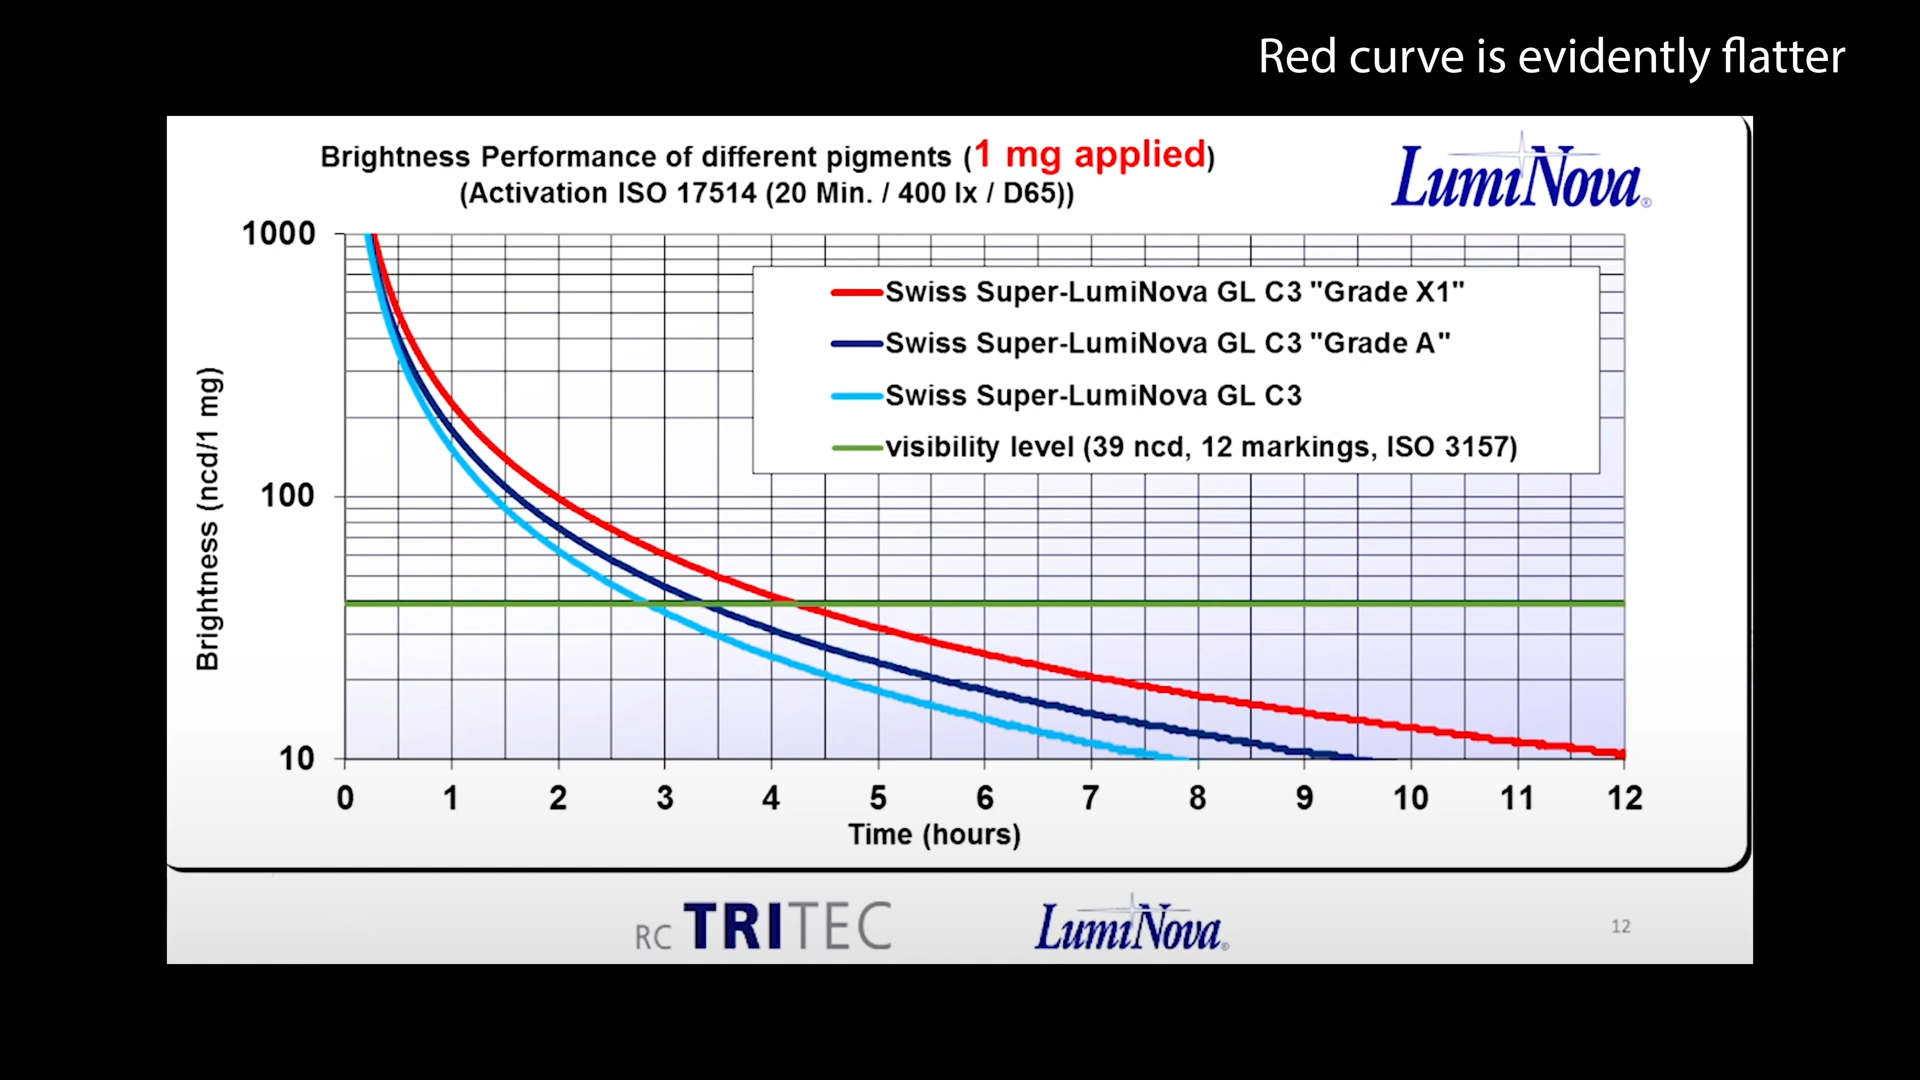 Red curve is evidently flatter
Brightness Performance of different pigments (1 mg applied)
(Activation ISO 17514 (20 Min. / 400 lx / D65))
LumiNova®
1000
100
10
Brightness (ncd/1 mg)
Swiss Super-LumiNova GL C3 "Grade X1"
Swiss Super-LumiNova GL C3 "Grade A"
Swiss Super-LumiNova GL C3
visibility level (39 ncd, 12 markings, ISO 3157)
0 1 2 3 4 5 6 7 8 9 10 11 12
Time (hours)
RC TRITEC
LumiNova®
12